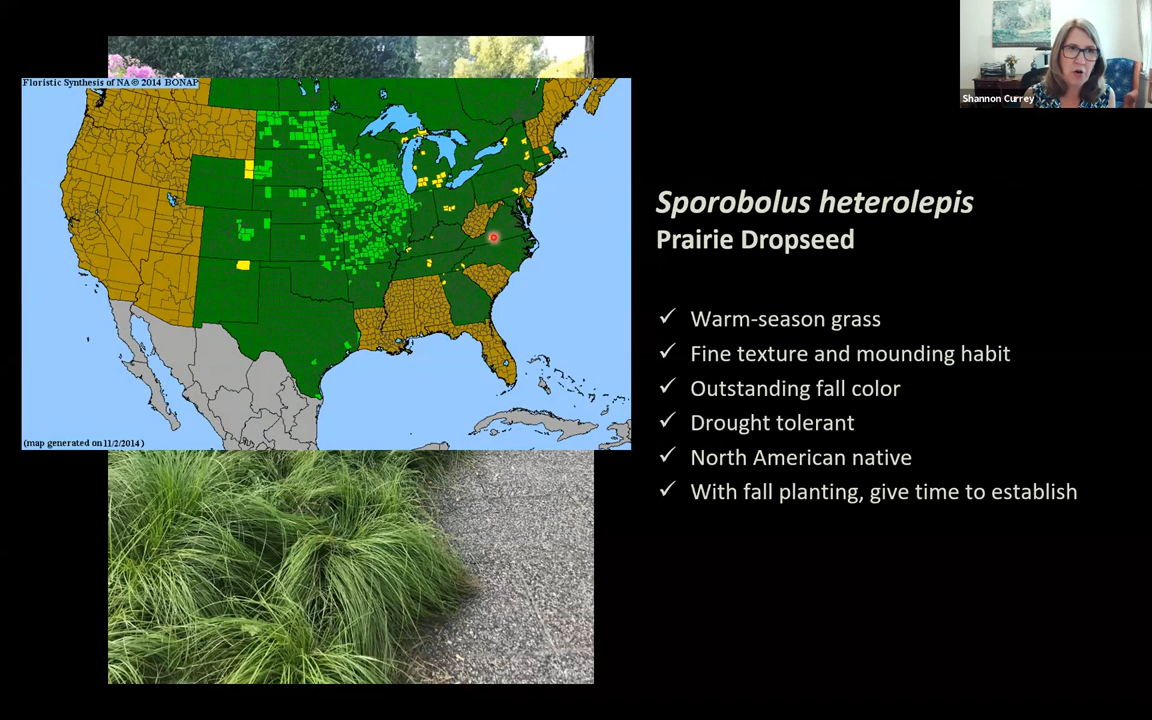 Floristic Synthesis of NA © 2014 BONAP
Shannon Currey
Sporobolus heterolepis
Prairie Dropseed
✓ Warm-season grass
✓ Fine texture and mounding habit
✓ Outstanding fall color
✓ Drought tolerant
✓ North American native
✓ With fall planting, give time to establish
(map generated on 11/2/2014)